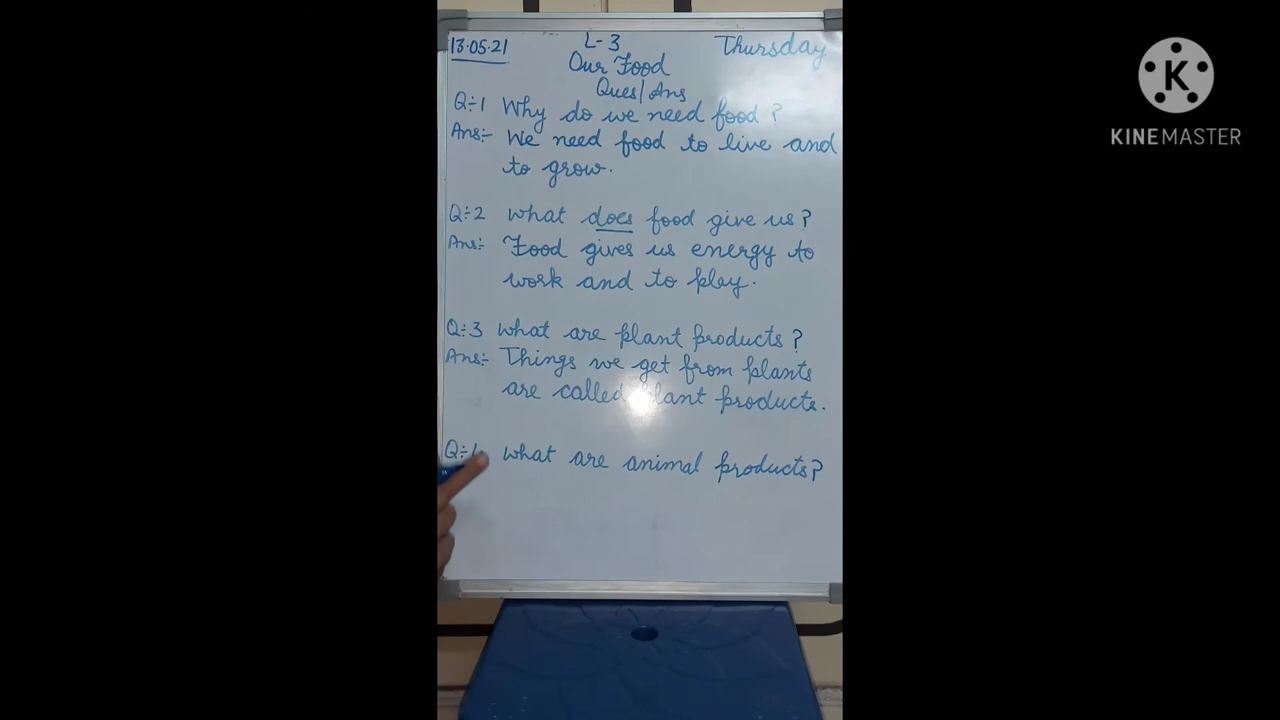 13.05.21 L-3 Thursday
Our Food
Ques/Ans
Q÷1 Why do we need food?
Ans:- We need food to live and
to grow.
Q÷2 What does food give us?
Ans:- Food gives us energy to
work and to play.
Q÷3 What are plant products?
Ans:- Things we get from plants
are called plant products.
Q÷4 What are animal products?
KINEMASTER